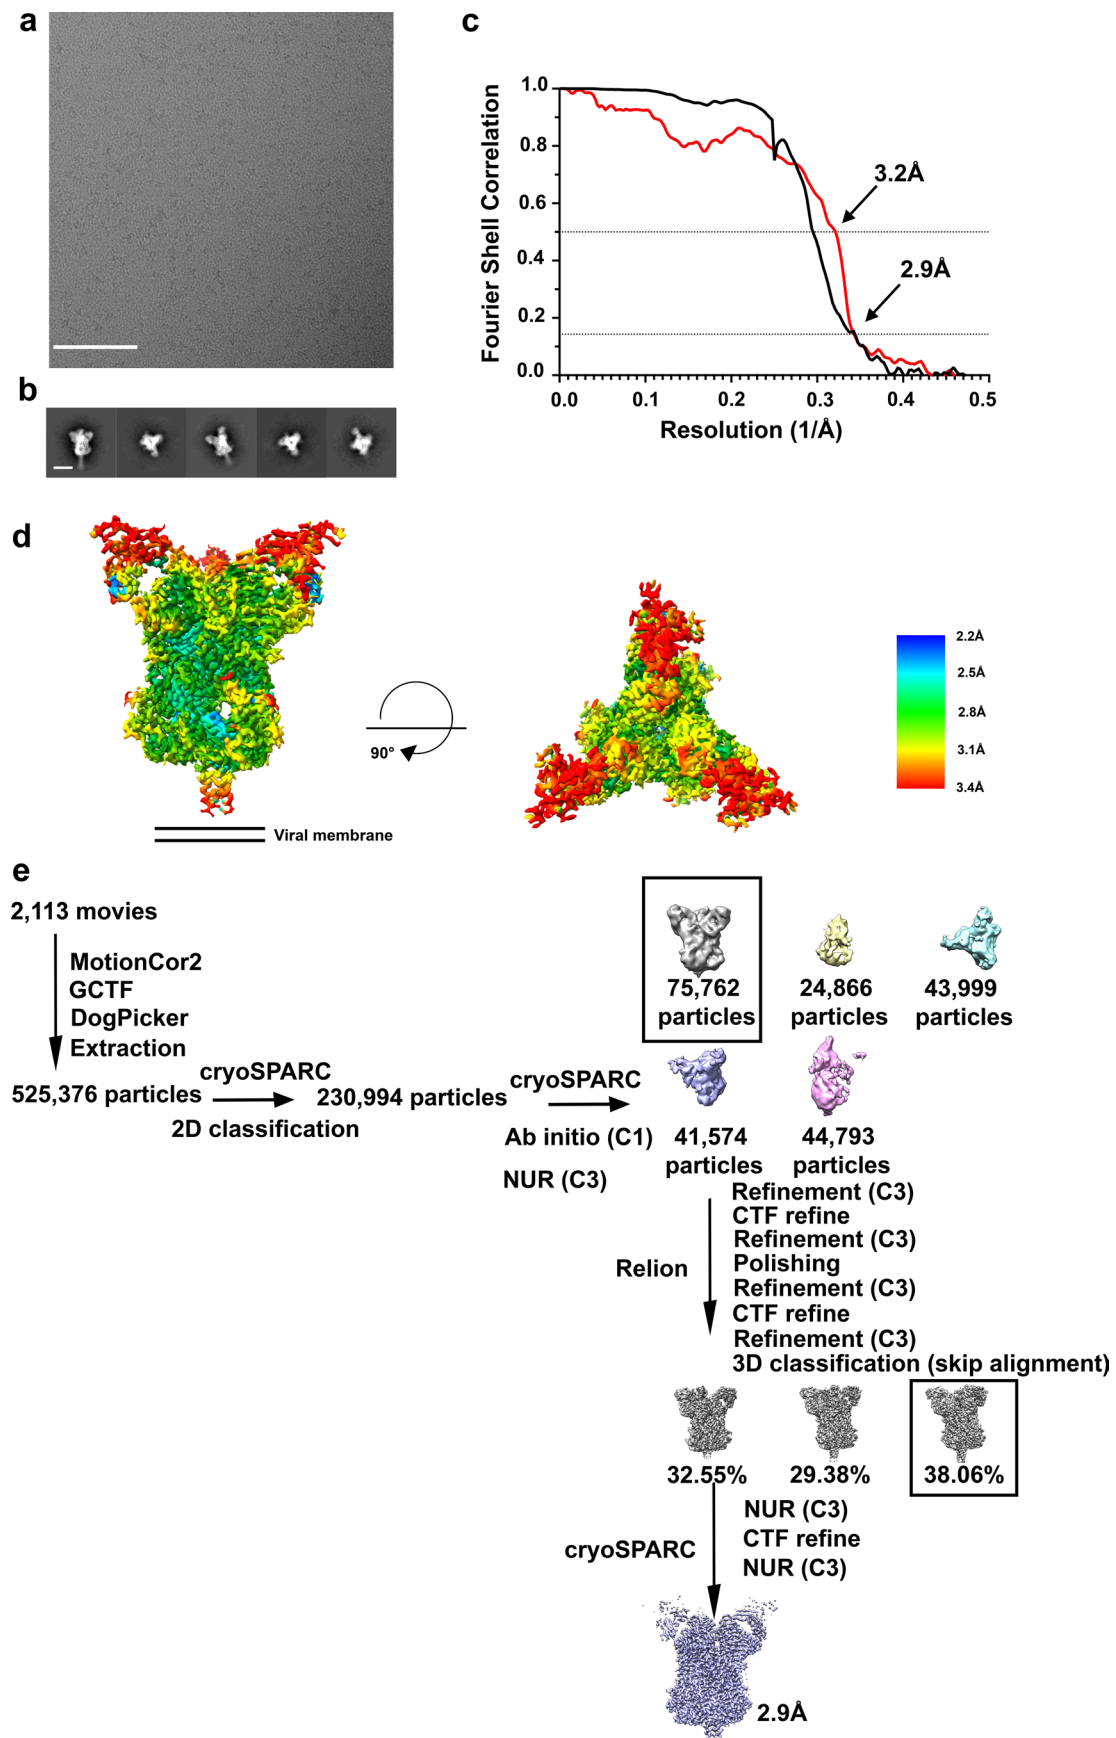 a
b
c
Fourier Shell Correlation
1.0
0.8
0.6
0.4
0.2
0.0
3.2Å
2.9Å
0.0 0.1 0.2 0.3 0.4 0.5
Resolution (1/Å)
d
90°
Viral membrane
2.2Å
2.5Å
2.8Å
3.1Å
3.4Å
e
2,113 movies
MotionCor2
GCTF
DogPicker
Extraction
525,376 particles
cryoSPARC
2D classification
230,994 particles
cryoSPARC
Ab initio (C1)
NUR (C3)
75,762
particles
24,866
particles
43,999
particles
41,574
particles
44,793
particles
Relion
Refinement (C3)
CTF refine
Refinement (C3)
Polishing
Refinement (C3)
CTF refine
Refinement (C3)
3D classification (skip alignment)
32.55%
29.38%
38.06%
cryoSPARC
NUR (C3)
CTF refine
NUR (C3)
2.9Å